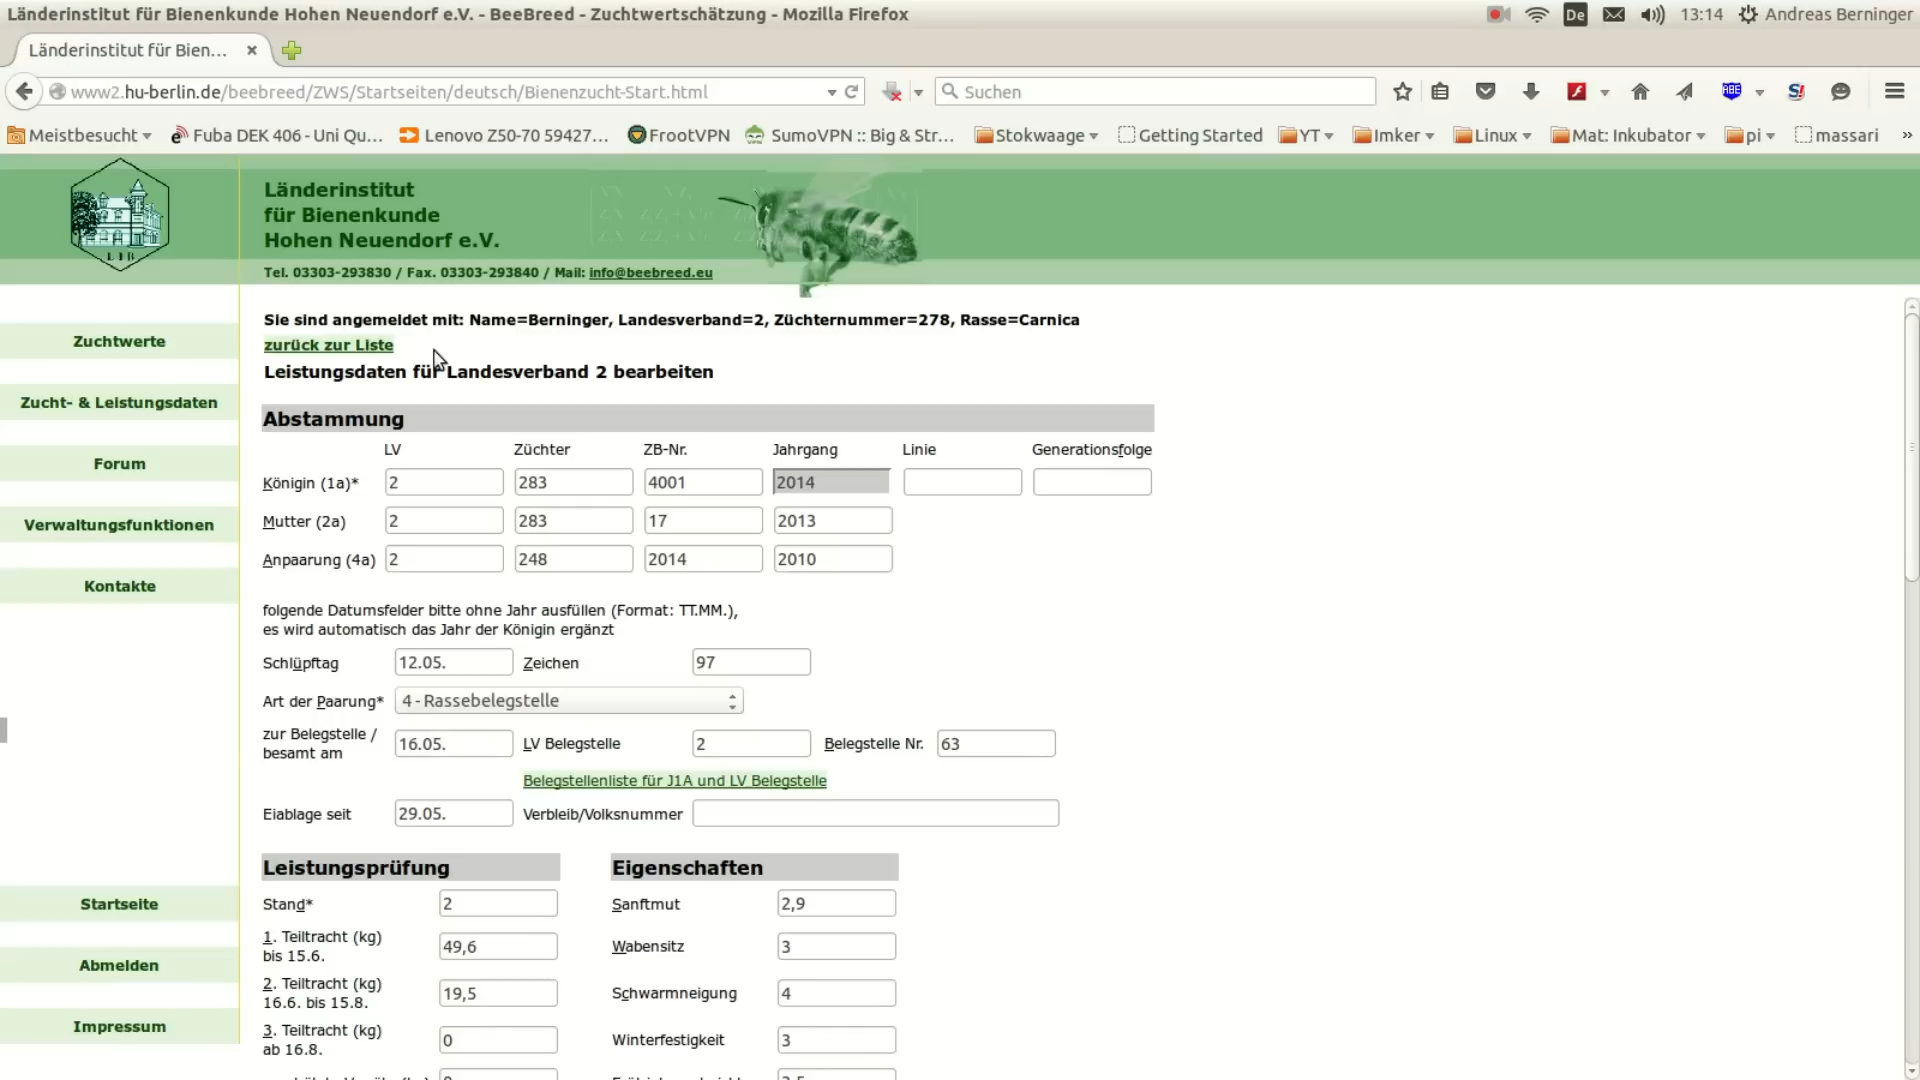 Länderinstitut für Bienenkunde Hohen Neuendorf e.V. - BeeBreed - Zuchtwertschätzung - Mozilla Firefox
De 13:14 Andreas Berninger
Länderinstitut für Bien...
www2.hu-berlin.de/beebreed/ZWS/Startseiten/deutsch/Bienenzucht-Start.html
Suchen
ABE
Meistbesucht Fuba DEK 406 - Uni Qu... Lenovo Z50-70 59427... FrootVPN SumoVPN :: Big & Str... Stokwaage Getting Started YT Imker Linux Mat: Inkubator pi massari »
LIB
Länderinstitut
für Bienenkunde
Hohen Neuendorf e.V.
Tel. 03303-293830 / Fax. 03303-293840 / Mail: info@beebreed.eu
Zuchtwerte
Zucht- & Leistungsdaten
Forum
Verwaltungsfunktionen
Kontakte
Startseite
Abmelden
Impressum
Sie sind angemeldet mit: Name=Berninger, Landesverband=2, Züchternummer=278, Rasse=Carnica
zurück zur Liste
Leistungsdaten für Landesverband 2 bearbeiten
Abstammung
LV Züchter ZB-Nr. Jahrgang Linie Generationsfolge
Königin (1a)* 2 283 4001 2014
Mutter (2a) 2 283 17 2013
Anpaarung (4a) 2 248 2014 2010
folgende Datumsfelder bitte ohne Jahr ausfüllen (Format: TT.MM.),
es wird automatisch das Jahr der Königin ergänzt
Schlüpftag 12.05. Zeichen 97
Art der Paarung* 4 - Rassebelegstelle
zur Belegstelle /
besamt am 16.05. LV Belegstelle 2 Belegstelle Nr. 63
Belegstellenliste für J1A und LV Belegstelle
Eiablage seit 29.05. Verbleib/Volksnummer
Leistungsprüfung Eigenschaften
Stand* 2 Sanftmut 2,9
1. Teiltracht (kg)
bis 15.6. 49,6 Wabensitz 3
2. Teiltracht (kg)
16.6. bis 15.8. 19,5 Schwarmneigung 4
3. Teiltracht (kg)
ab 16.8. 0 Winterfestigkeit 3